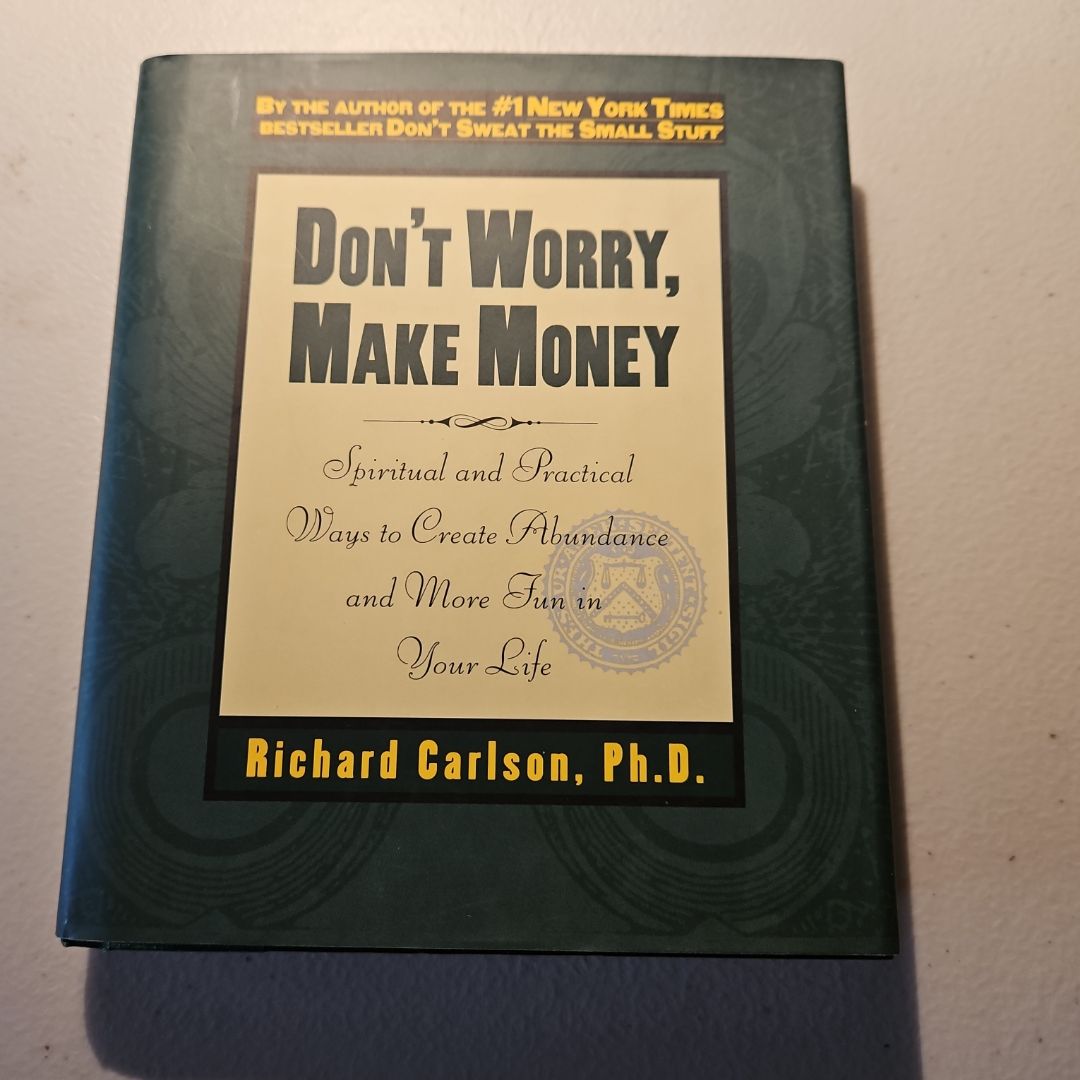 BY THE AUTHOR OF THE #1 NEW YORK TIMES
BESTSELLER DON'T SWEAT THE SMALL STUFF
DON'T WORRY,
MAKE MONEY
Spiritual and Practical
Ways to Create Abundance
and More Fun in
Your Life
Richard Carlson, Ph.D.